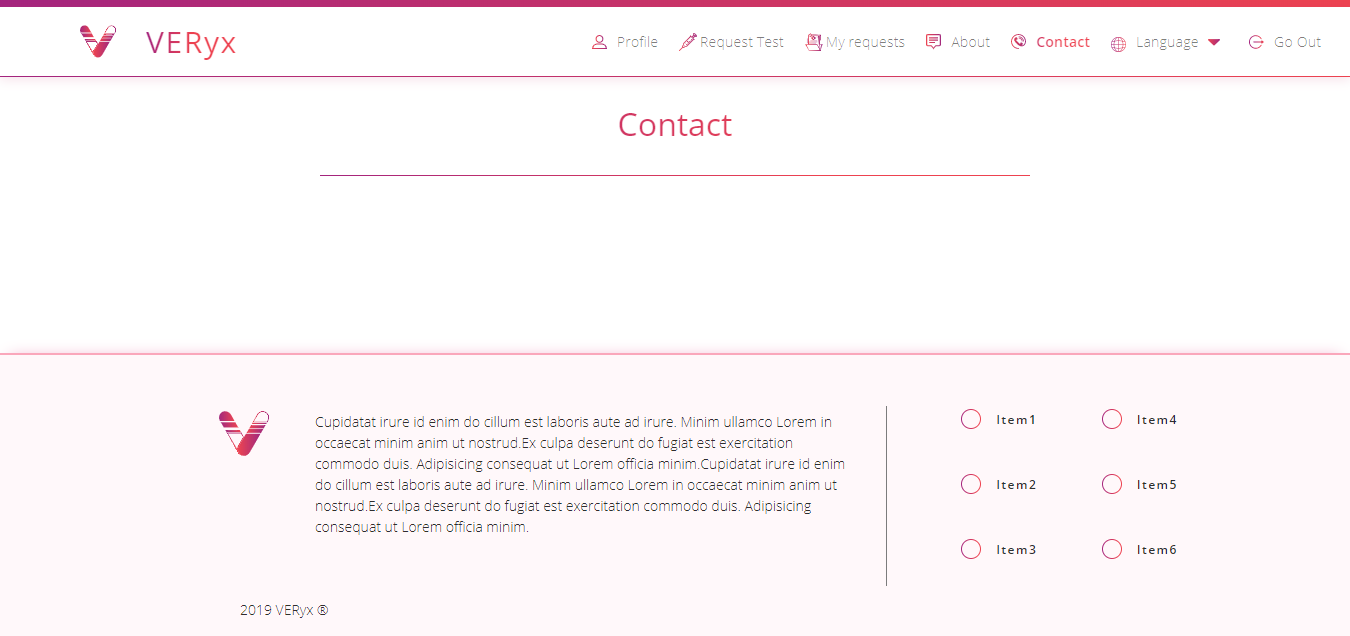 VERyx
Profile
Request Test
My requests
About
Contact
Language
Go Out
Contact
Cupidatat irure id enim do cillum est laboris aute ad irure. Minim ullamco Lorem in
occaecat minim anim ut nostrud.Ex culpa deserunt do fugiat est exercitation
commodo duis. Adipisicing consequat ut Lorem officia minim.Cupidatat irure id enim
do cillum est laboris aute ad irure. Minim ullamco Lorem in occaecat minim anim ut
nostrud.Ex culpa deserunt do fugiat est exercitation commodo duis. Adipisicing
consequat ut Lorem officia minim.
Item1
Item4
Item2
Item5
Item3
Item6
2019 VERyx ®